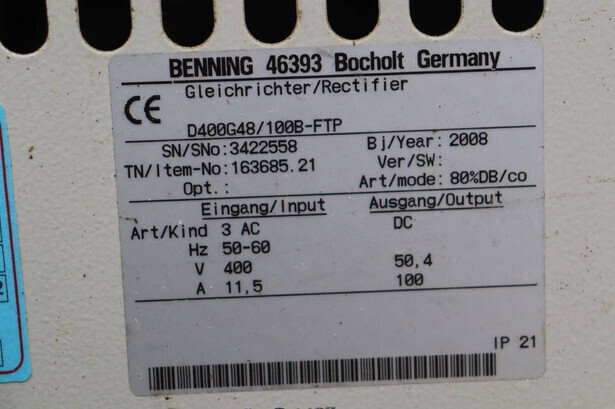 BENNING 46393 Bocholt Germany
CE
Gleichrichter/Rectifier
D400G48/100B-FTP
SN/SNo:3422558 Bj/Year: 2008
TN/Item-No:163685.21 Ver/SW:
Opt.: Art/mode: 80%DB/co
Eingang/Input Ausgang/Output
Art/Kind 3 AC DC
Hz 50-60
V 400 50,4
A 11,5 100
IP 21
2